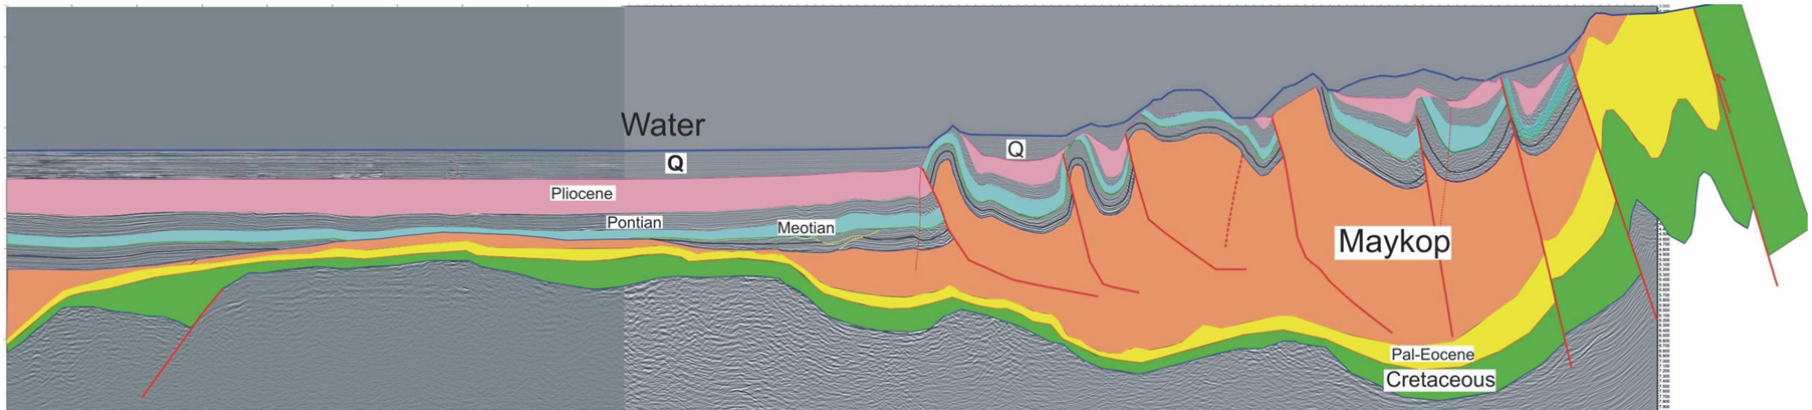 Water
Q
Q
Pliocene
Pontian
Meotian
Maykop
Pal-Eocene
Cretaceous